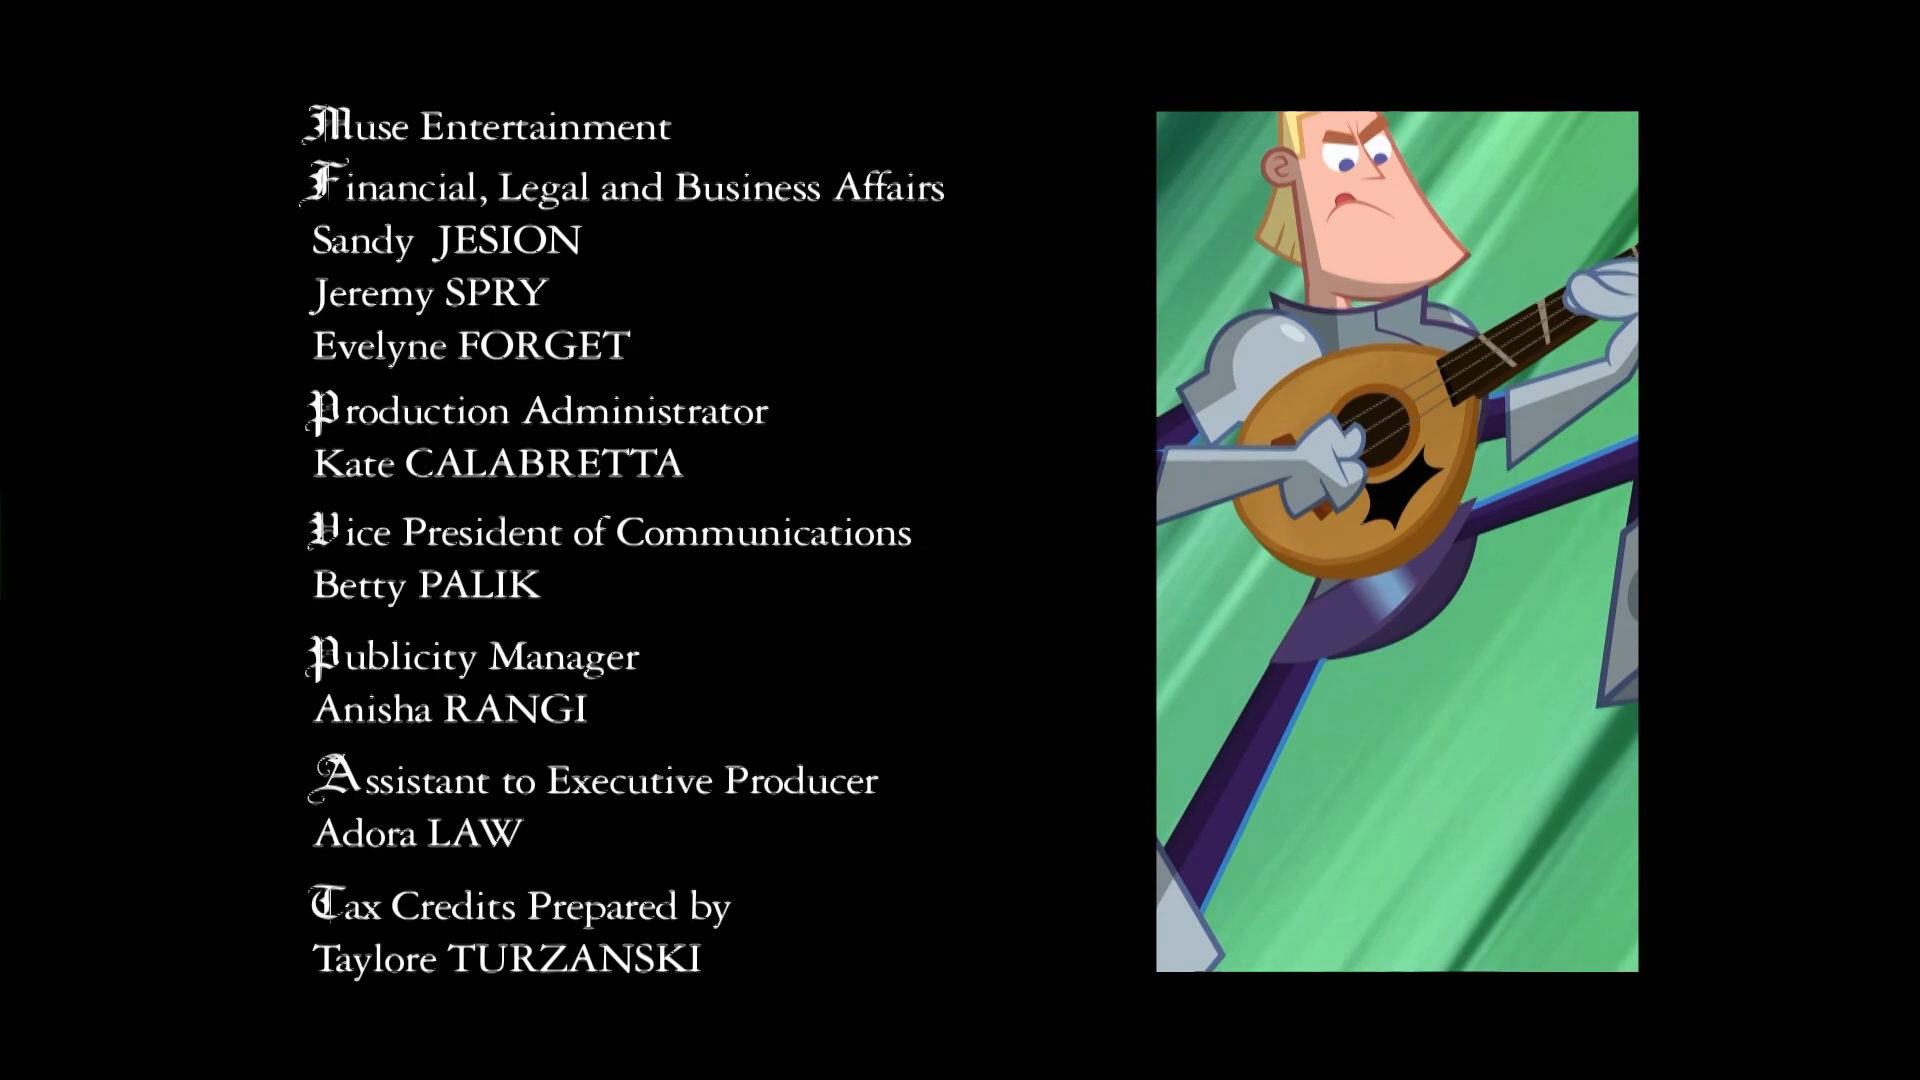 Muse Entertainment
Financial, Legal and Business Affairs
Sandy JESION
Jeremy SPRY
Evelyne FORGET
Production Administrator
Kate CALABRETTA
Vice President of Communications
Betty PALIK
Publicity Manager
Anisha RANGI
Assistant to Executive Producer
Adora LAW
Tax Credits Prepared by
Taylore TURZANSKI